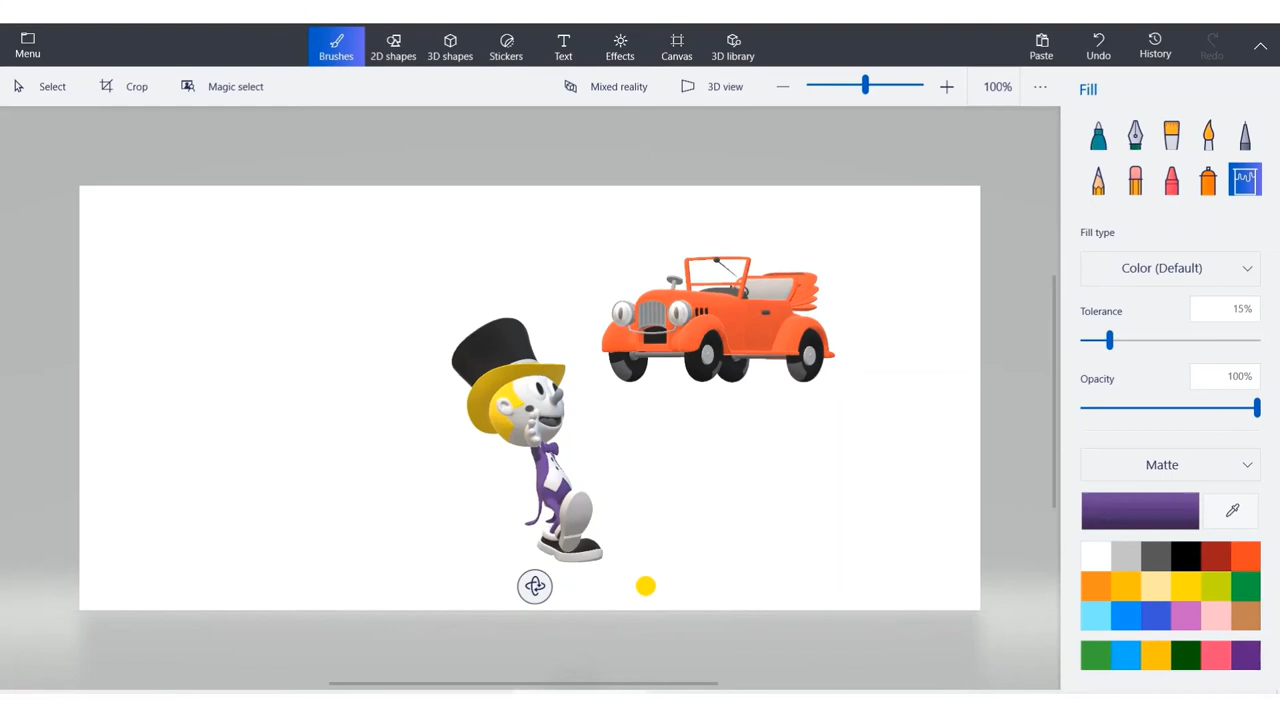 Menu
Brushes
2D shapes
3D shapes
Stickers
Text
Effects
Canvas
3D library
Paste
Undo
History
Redo
Select
Crop
Magic select
Mixed reality
3D view
100%
Fill
Fill type
Color (Default)
Tolerance
15%
Opacity
100%
Matte